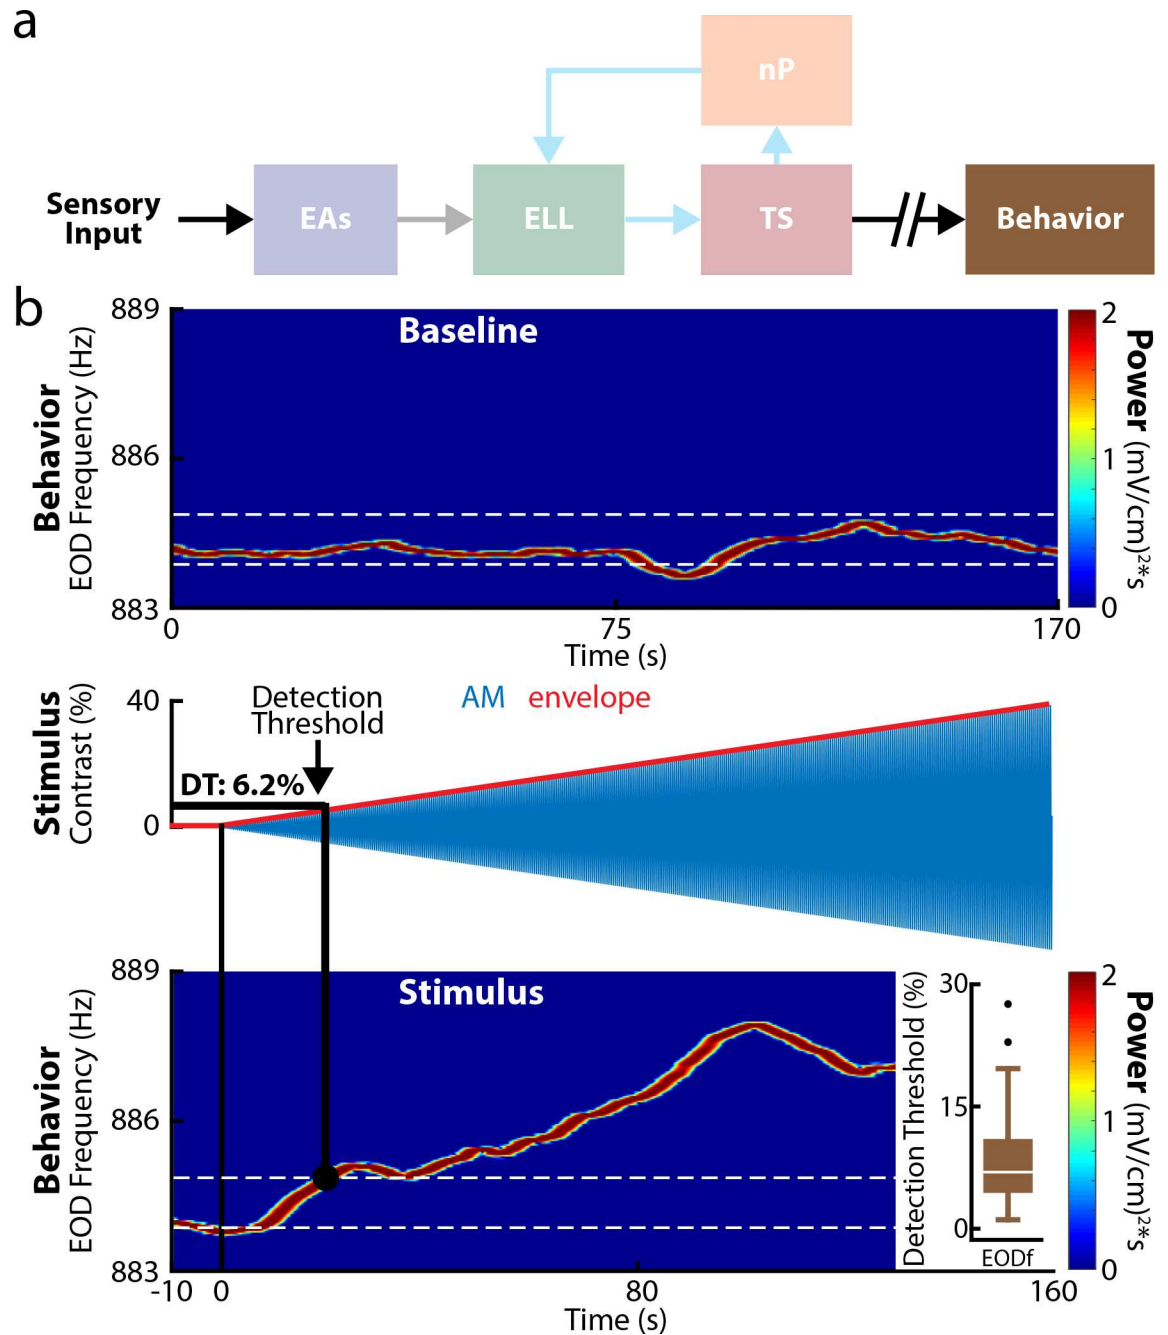 a
nP
Sensory
Input
EAs
ELL
TS
Behavior
b
Behavior
EOD Frequency (Hz)
889
886
883
Baseline
0
75
170
Time (s)
2
1
0
Power (mV/cm)²*s
Stimulus
Contrast (%)
40
0
Detection
Threshold
AM envelope
DT: 6.2%
Behavior
EOD Frequency (Hz)
889
886
883
Stimulus
-10 0
80
160
Time (s)
Detection Threshold (%)
30
15
0
EODf
2
1
0
Power (mV/cm)²*s